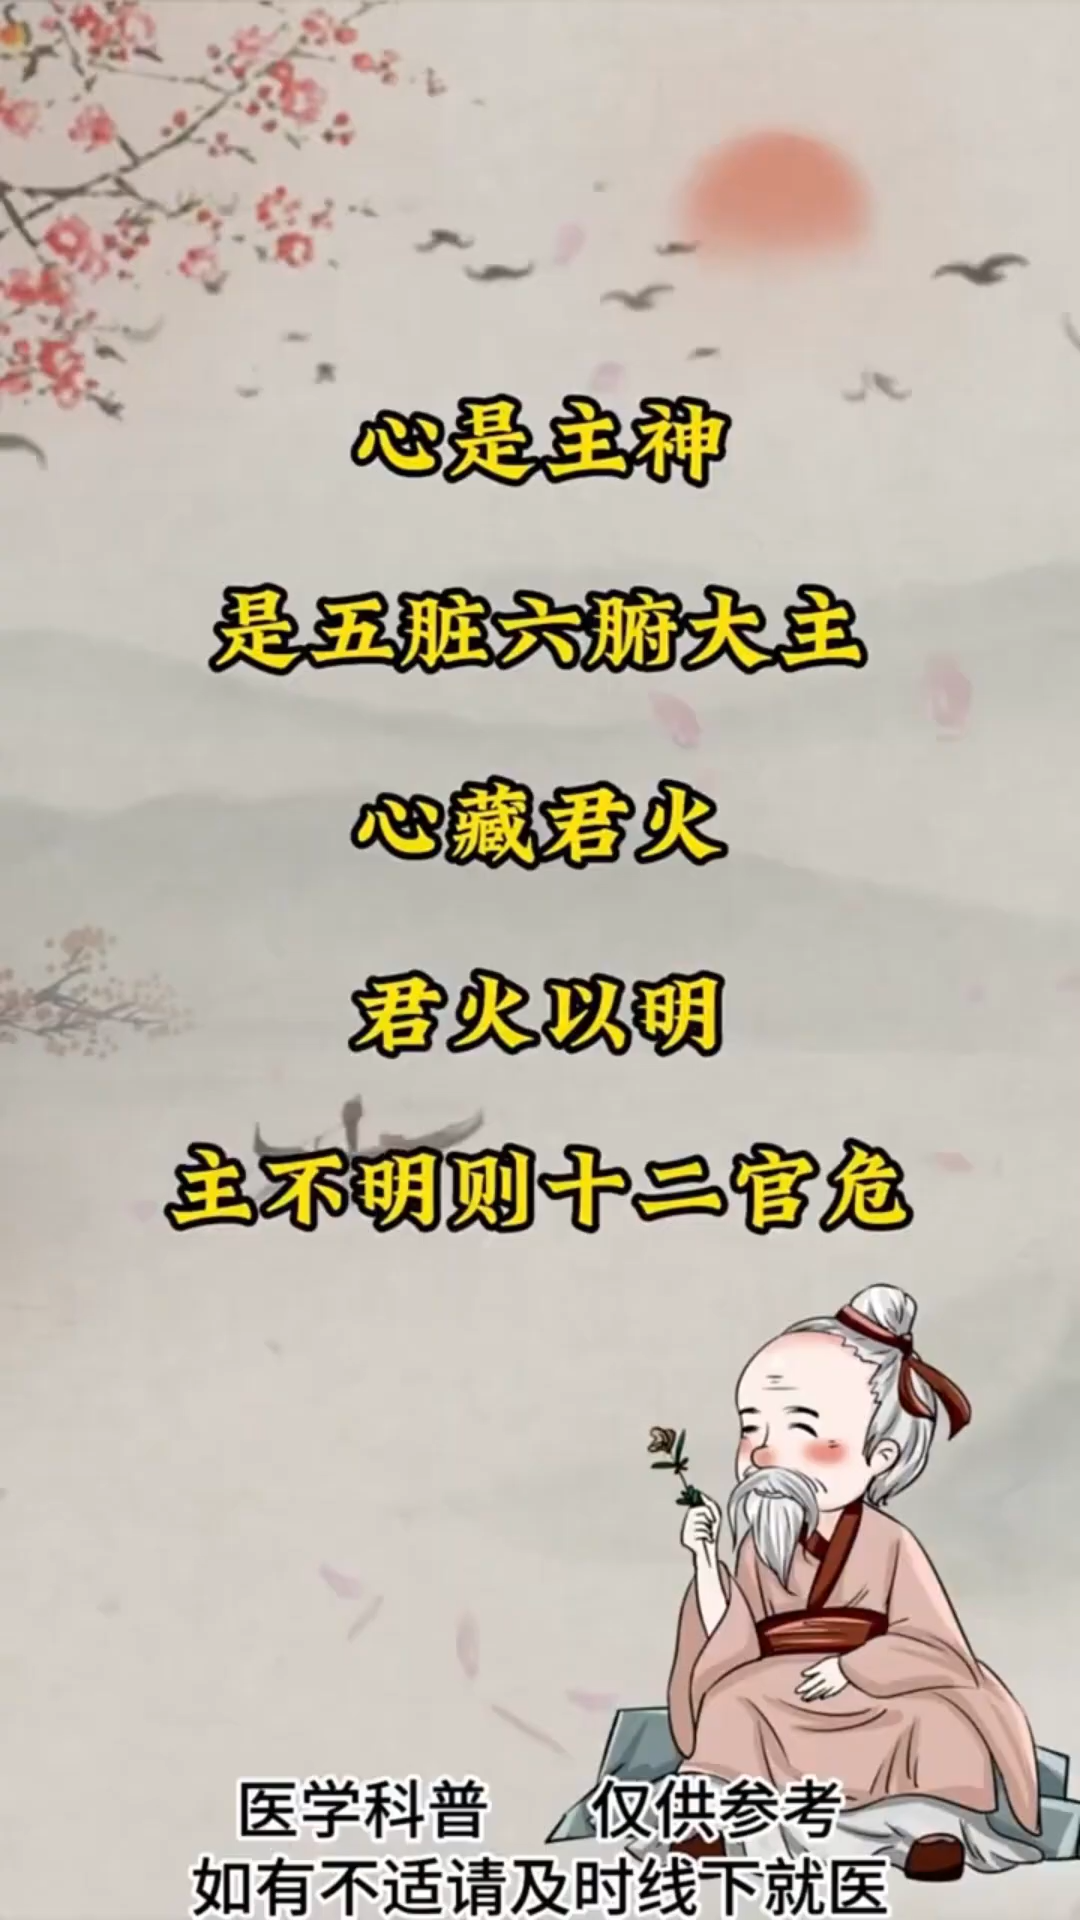 心是主神
是五脏六腑大主
心藏君火
君火以明
主不明则十二官危
医学科普 仅供参考
如有不适请及时线下就医